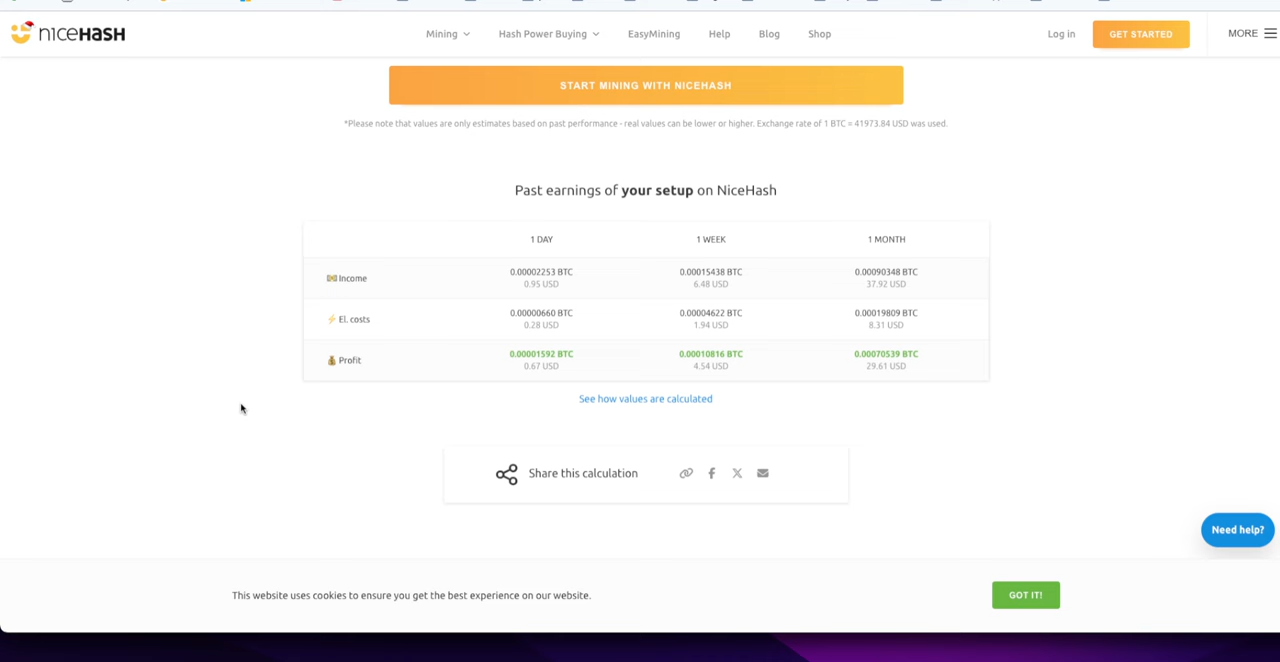 nıceHASH
Mining
Hash Power Buying
EasyMining
Help
Blog
Shop
Log in
GET STARTED
MORE
START MINING WITH NICEHASH
*Please note that values are only estimates based on past performance - real values can be lower or higher. Exchange rate of 1 BTC = 41973.84 USD was used.
Past earnings of your setup on NiceHash
1 DAY 1 WEEK 1 MONTH
Income 0.00002253 BTC 0.00015438 BTC 0.00090348 BTC
0.95 USD 6.48 USD 37.92 USD
El. costs 0.00000660 BTC 0.00004622 BTC 0.00019809 BTC
0.28 USD 1.94 USD 8.31 USD
Profit 0.00001592 BTC 0.00010816 BTC 0.00070539 BTC
0.67 USD 4.54 USD 29.61 USD
See how values are calculated
Share this calculation
Need help?
This website uses cookies to ensure you get the best experience on our website.
GOT IT!